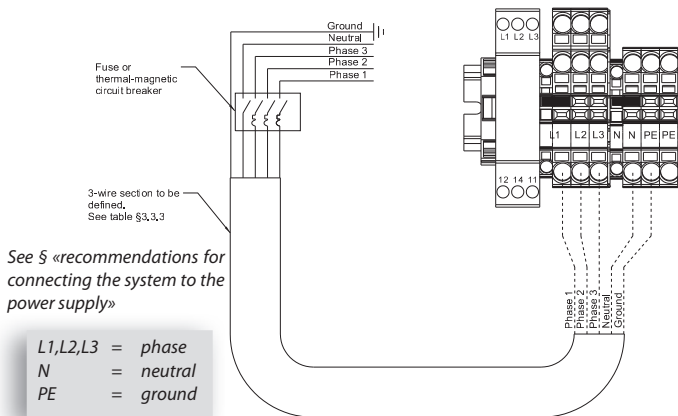 Ground
Neutral
Phase 3
Phase 2
Phase 1
Fuse or
thermal-magnetic
circuit breaker
3-wire section to be
defined.
See table §3.3.3
See § «recommendations for
connecting the system to the
power supply»
L1,L2,L3 = phase
N = neutral
PE = ground
L1 L2 L3
L1 L2 L3 N N PE PE
12 14 11
Phase 1
Phase 2
Phase 3
Neutral
Ground